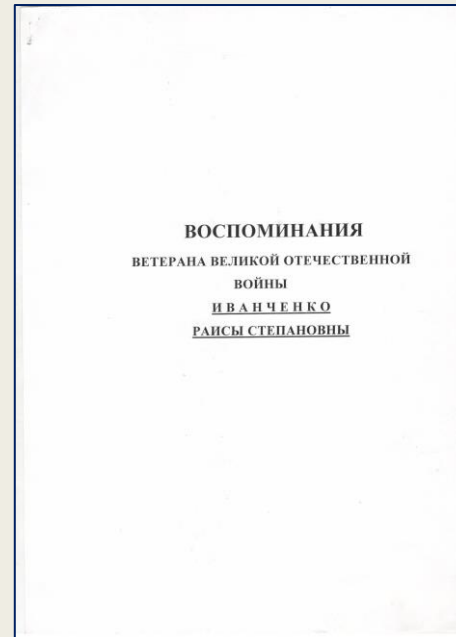 ВОСПОМИНАНИЯ
ВЕТЕРАНА ВЕЛИКОЙ ОТЕЧЕСТВЕННОЙ
ВОЙНЫ
И В А Н Ч Е Н К О
РАИСЫ СТЕПАНОВНЫ